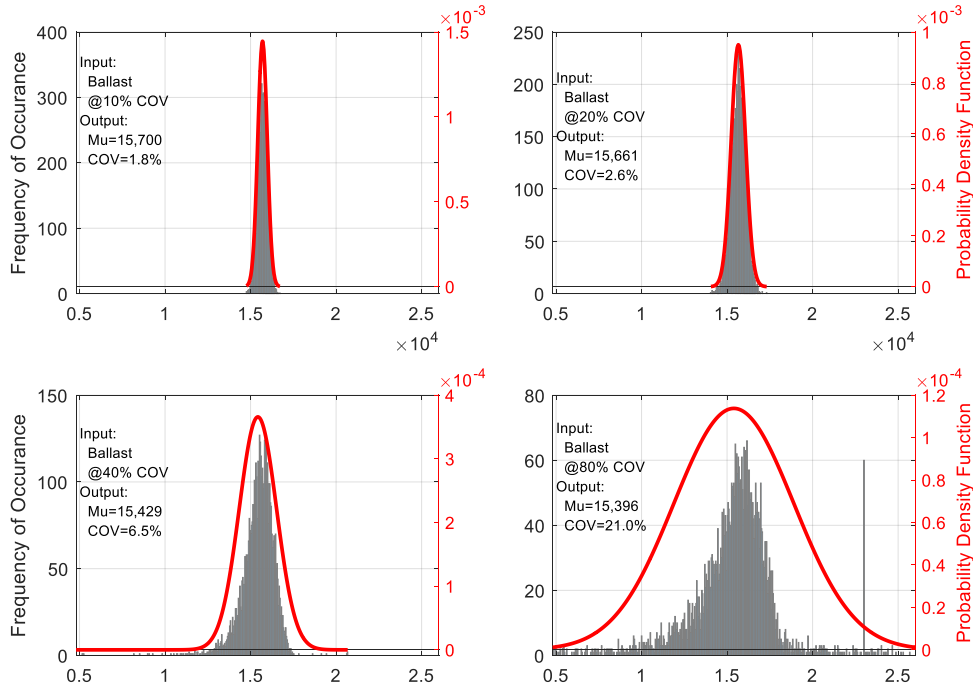 ×10-3
400
300
200
100
0
Frequency of Occurance
Input:
Ballast
@10% COV
Output:
Mu=15,700
COV=1.8%
1.5
1
0.5
0
0.5
1
1.5
2
2.5
×104
×10-3
250
200
150
100
50
0
Input:
Ballast
@20% COV
Output:
Mu=15,661
COV=2.6%
1
0.8
0.6
0.4
0.2
0
Probability Density Function
0.5
1
1.5
2
2.5
×104
×10-4
150
100
50
0
Frequency of Occurance
Input:
Ballast
@40% COV
Output:
Mu=15,429
COV=6.5%
4
3
2
1
0
0.5
1
1.5
2
2.5
×10-4
80
60
40
20
0
Input:
Ballast
@80% COV
Output:
Mu=15,396
COV=21.0%
1.2
1
0.8
0.6
0.4
0.2
0
Probability Density Function
0.5
1
1.5
2
2.5